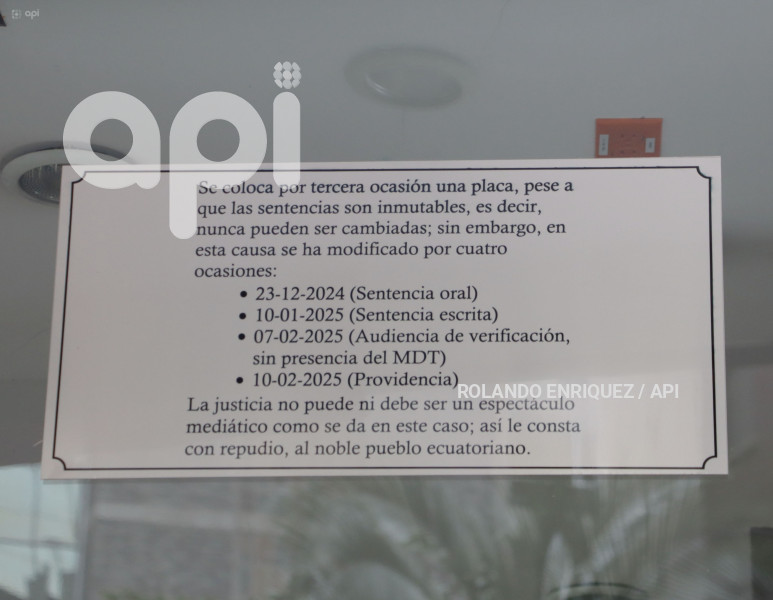 api
api
Se coloca por tercera ocasión una placa, pese a
que las sentencias son inmutables, es decir,
nunca pueden ser cambiadas; sin embargo, en
esta causa se ha modificado por cuatro
ocasiones:
• 23-12-2024 (Sentencia oral)
• 10-01-2025 (Sentencia escrita)
• 07-02-2025 (Audiencia de verificación,
sin presencia del MDT)
• 10-02-2025 (Providencia)
ROLANDO ENRIQUEZ / API
La justicia no puede ni debe ser un espectáculo
mediático como se da en este caso; así le consta
con repudio, al noble pueblo ecuatoriano.